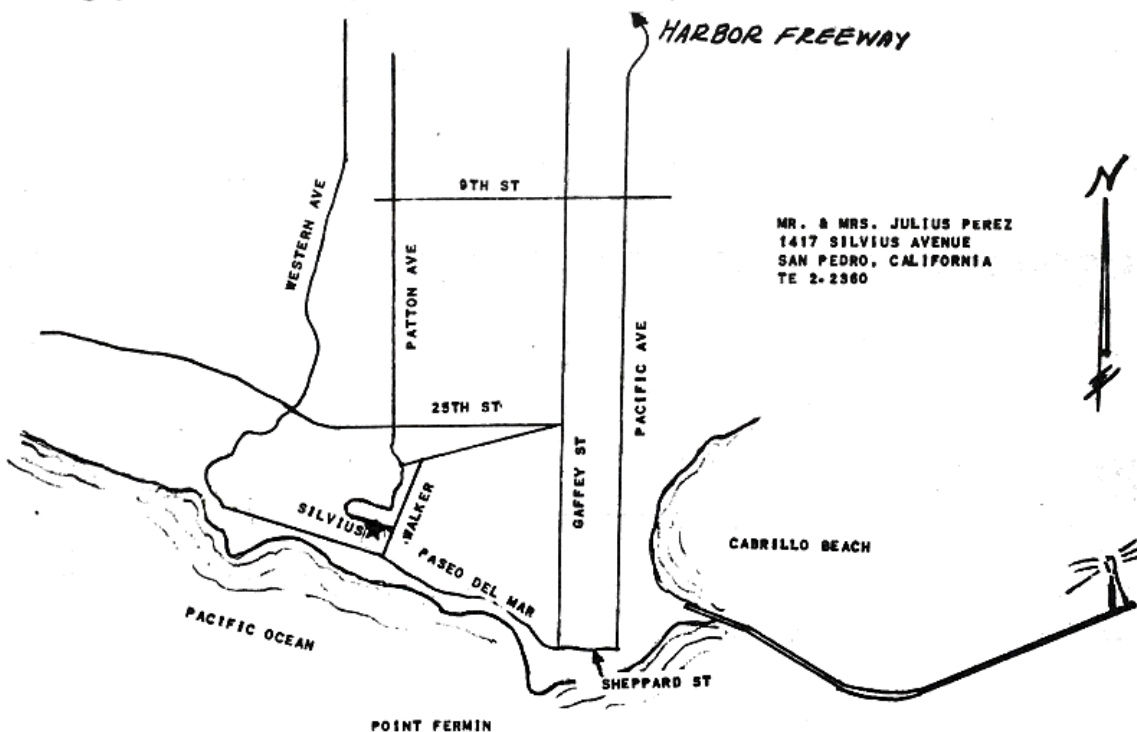 HARBOR FREEWAY
9TH ST
N
WESTERN AVE
PATTON AVE
MR. & MRS. JULIUS PEREZ
1417 SILVIUS AVENUE
SAN PEDRO, CALIFORNIA
TE 2-2360
PACIFIC AVE
25TH ST
GAFFEY ST
SILVIUS
WALKER
CABRILLO BEACH
PASEO DEL MAR
PACIFIC OCEAN
SHEPPARD ST
POINT FERMIN